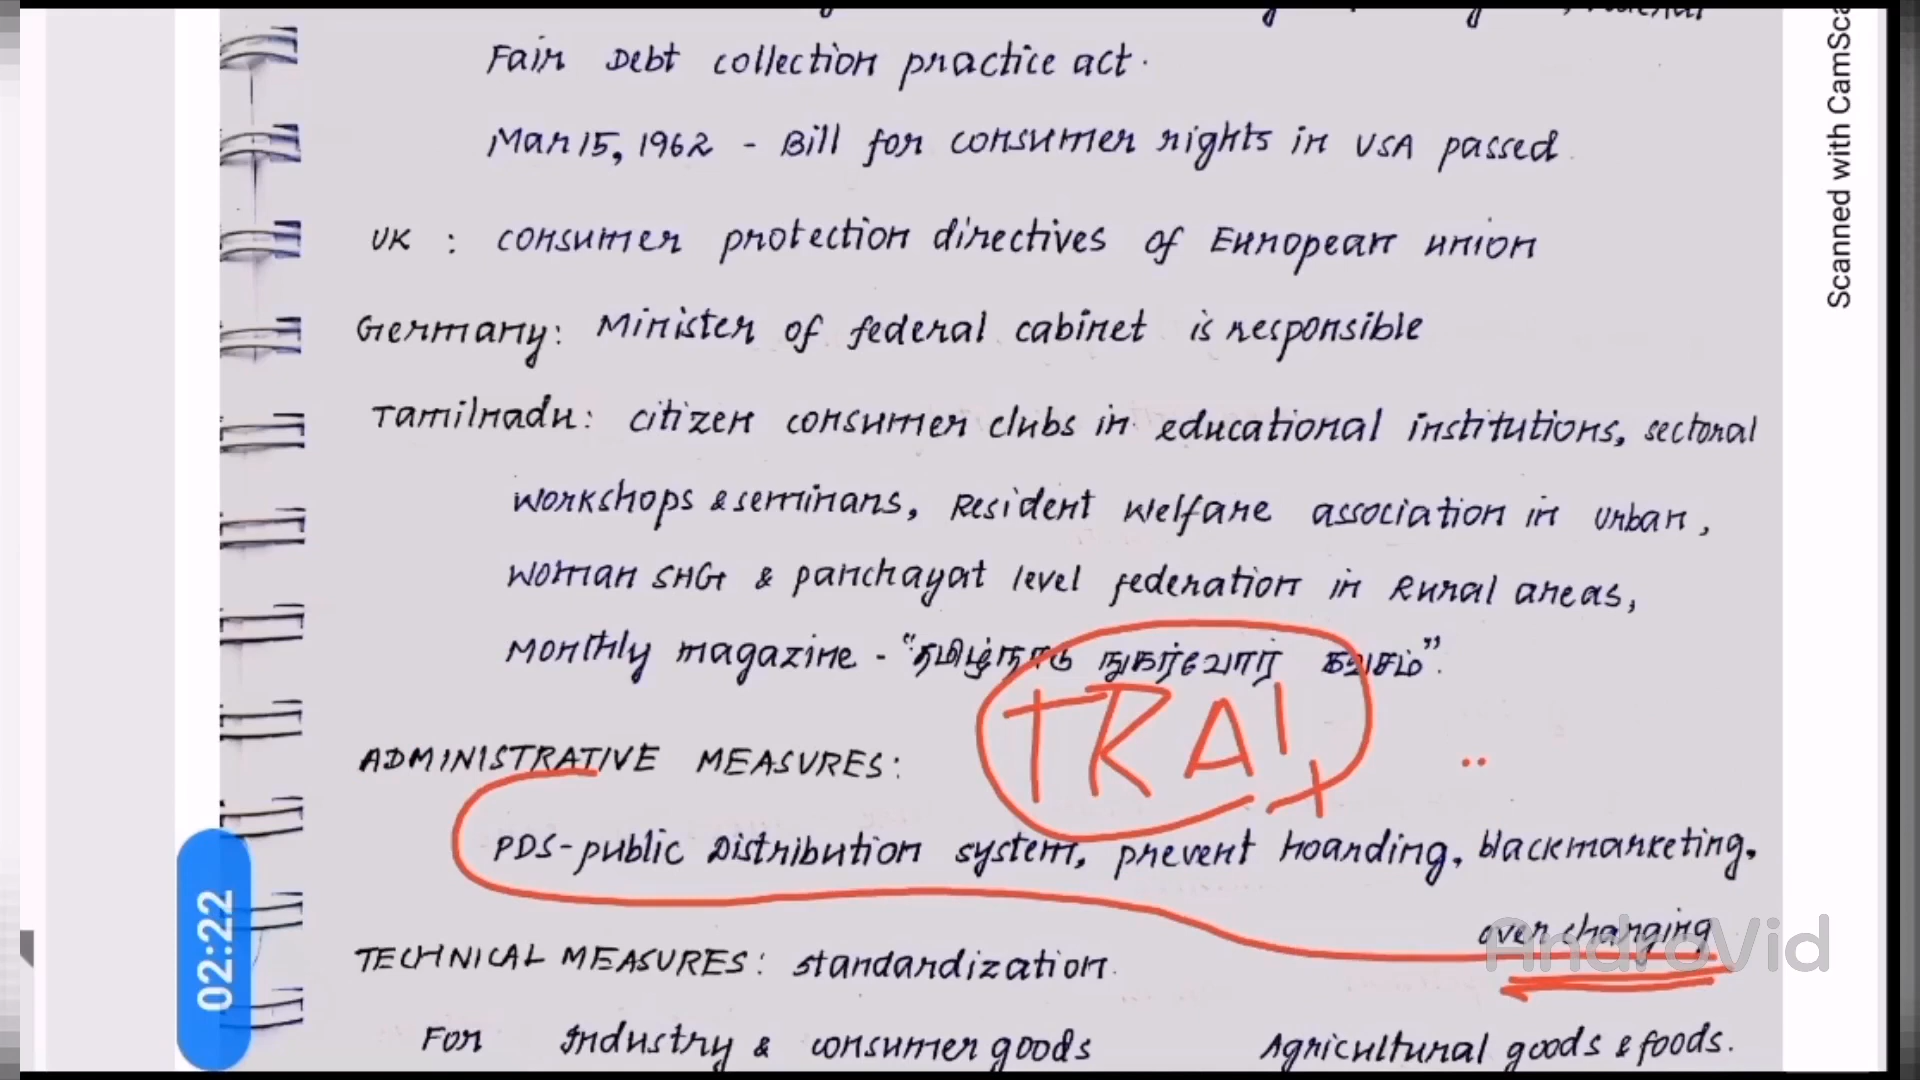 Fair Debt collection practice act.
Mar 15, 1962 - Bill for consumer rights in USA passed
UK : consumer protection directives of European union
Germany: Minister of federal cabinet is responsible
Tamilnadu: citizen consumer clubs in educational institutions, sectoral
workshops & seminars, Resident welfare association in urban,
woman SHG & panchayat level federation in Rural areas,
Monthly magazine - "தமிழ்நாடு நுகர்வோர் கவசம்".
TRAI
ADMINISTRATIVE MEASURES:
PDS-public Distribution system, prevent hoarding, blackmarketing,
over charging
TECHNICAL MEASURES: standardization.
For Industry & consumer goods Agricultural goods & foods.
02:22
AndroVid
Scanned with CamSca